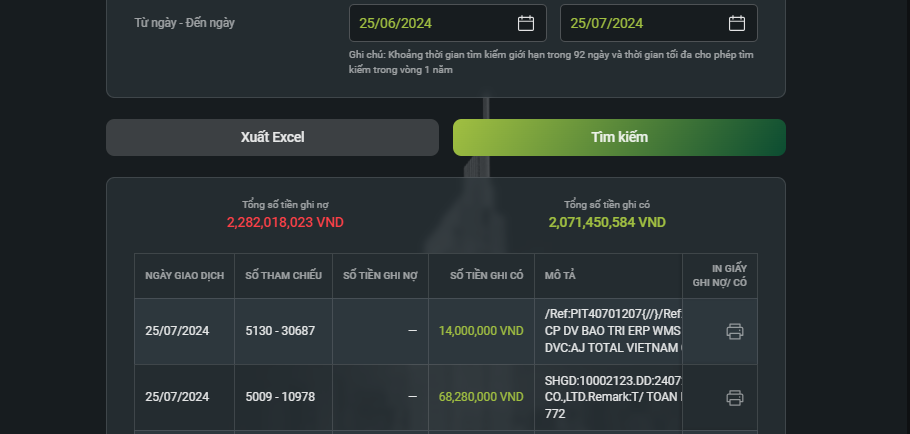 Từ ngày - Đến ngày
25/06/2024
25/07/2024
Ghi chú: Khoảng thời gian tìm kiếm giới hạn trong 92 ngày và thời gian tối đa cho phép tìm
kiếm trong vòng 1 năm
Xuất Excel
Tìm kiếm
Tổng số tiền ghi nợ
2,282,018,023 VND
Tổng số tiền ghi có
2,071,450,584 VND
NGÀY GIAO DỊCH
SỐ THAM CHIẾU
SỐ TIỀN GHI NỢ
SỐ TIỀN GHI CÓ
MÔ TẢ
IN GIẤY
GHI NỢ/ CÓ
25/07/2024
5130 - 30687
—
14,000,000 VND
/Ref:PIT40701207{//}/Ref:
CP DV BAO TRI ERP WMS
DVC:AJ TOTAL VIETNAM
25/07/2024
5009 - 10978
—
68,280,000 VND
SHGD:10002123.DD:2407
CO.,LTD.Remark:T/ TOAN
772